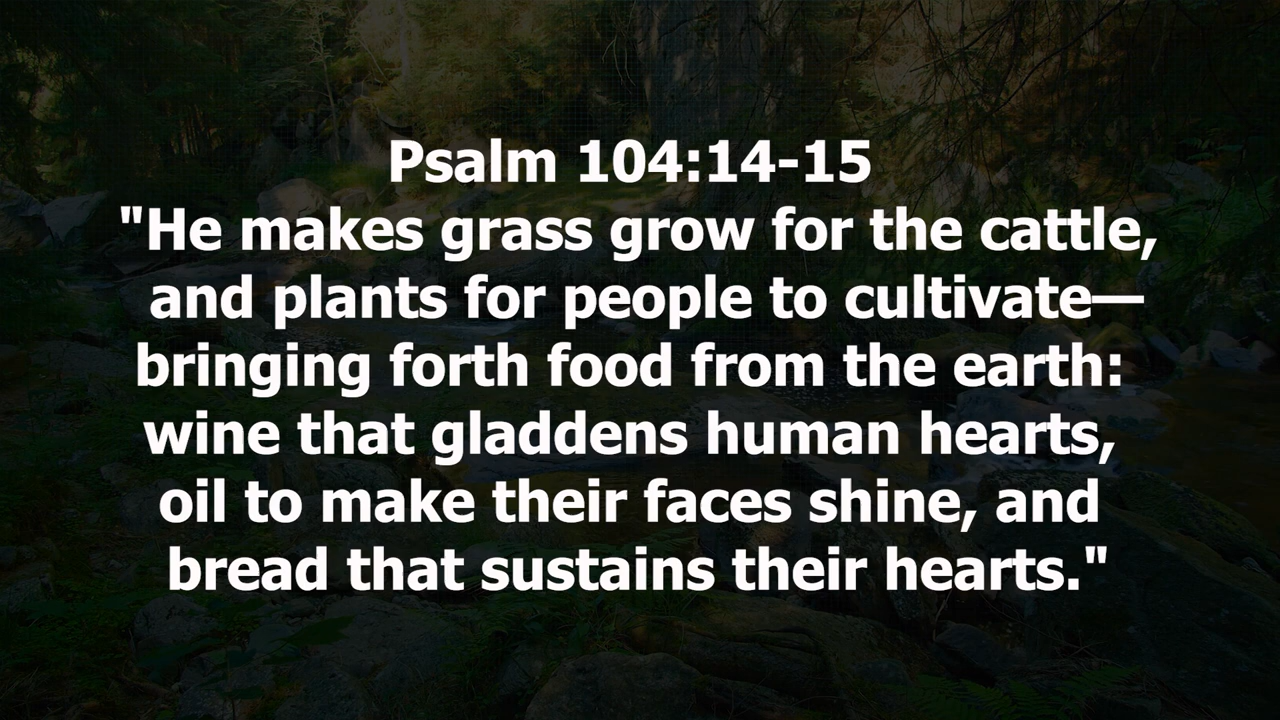 Psalm 104:14-15
"He makes grass grow for the cattle,
and plants for people to cultivate—
bringing forth food from the earth:
wine that gladdens human hearts,
oil to make their faces shine, and
bread that sustains their hearts."